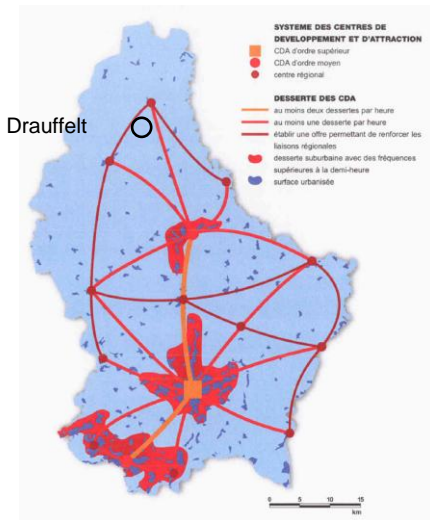 SYSTEME DES CENTRES DE
DEVELOPPEMENT ET D'ATTRACTION
CDA d'ordre supérieur
CDA d'ordre moyen
centre régional
DESSERTE DES CDA
au moins deux dessertes par heure
au moins une desserte par heure
établir une offre permettant de renforcer les
liaisons régionales
desserte suburbaine avec des fréquences
supérieures à la demi-heure
surface urbanisée
Drauffelt
0 5 10 15
km